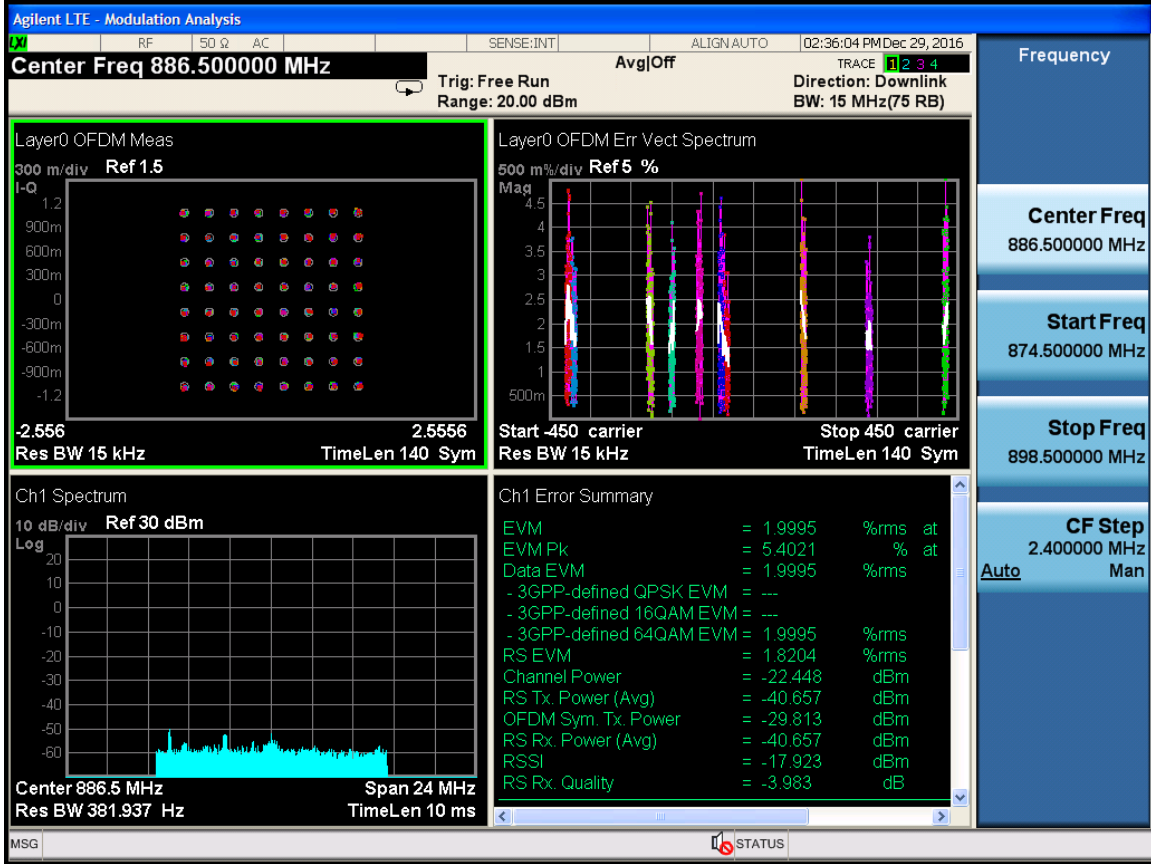 Agilent LTE - Modulation Analysis
LXI RF 50 Ω AC SENSE:INT ALIGN AUTO 02:36:04 PM Dec 29, 2016
Center Freq 886.500000 MHz
Avg|Off
TRACE 1 2 3 4
Trig: Free Run
Direction: Downlink
Range: 20.00 dBm
BW: 15 MHz(75 RB)
Layer0 OFDM Meas
300 m/div Ref 1.5
I-Q
1.2
900m
600m
300m
0
-300m
-600m
-900m
-1.2
-2.556 2.5556
Res BW 15 kHz TimeLen 140 Sym
Layer0 OFDM Err Vect Spectrum
500 m%/div Ref 5 %
Mag
4.5
4
3.5
3
2.5
2
1.5
1
500m
Start -450 carrier Stop 450 carrier
Res BW 15 kHz TimeLen 140 Sym
Ch1 Spectrum
10 dB/div Ref 30 dBm
Log
20
10
0
-10
-20
-30
-40
-50
-60
Center 886.5 MHz Span 24 MHz
Res BW 381.937 Hz TimeLen 10 ms
Ch1 Error Summary
EVM = 1.9995 %rms at
EVM Pk = 5.4021 % at
Data EVM = 1.9995 %rms
- 3GPP-defined QPSK EVM = ---
- 3GPP-defined 16QAM EVM = ---
- 3GPP-defined 64QAM EVM = 1.9995 %rms
RS EVM = 1.8204 %rms
Channel Power = -22.448 dBm
RS Tx. Power (Avg) = -40.657 dBm
OFDM Sym. Tx. Power = -29.813 dBm
RS Rx. Power (Avg) = -40.657 dBm
RSSI = -17.923 dBm
RS Rx. Quality = -3.983 dB
Frequency
Center Freq
886.500000 MHz
Start Freq
874.500000 MHz
Stop Freq
898.500000 MHz
CF Step
2.400000 MHz
Auto Man
MSG STATUS